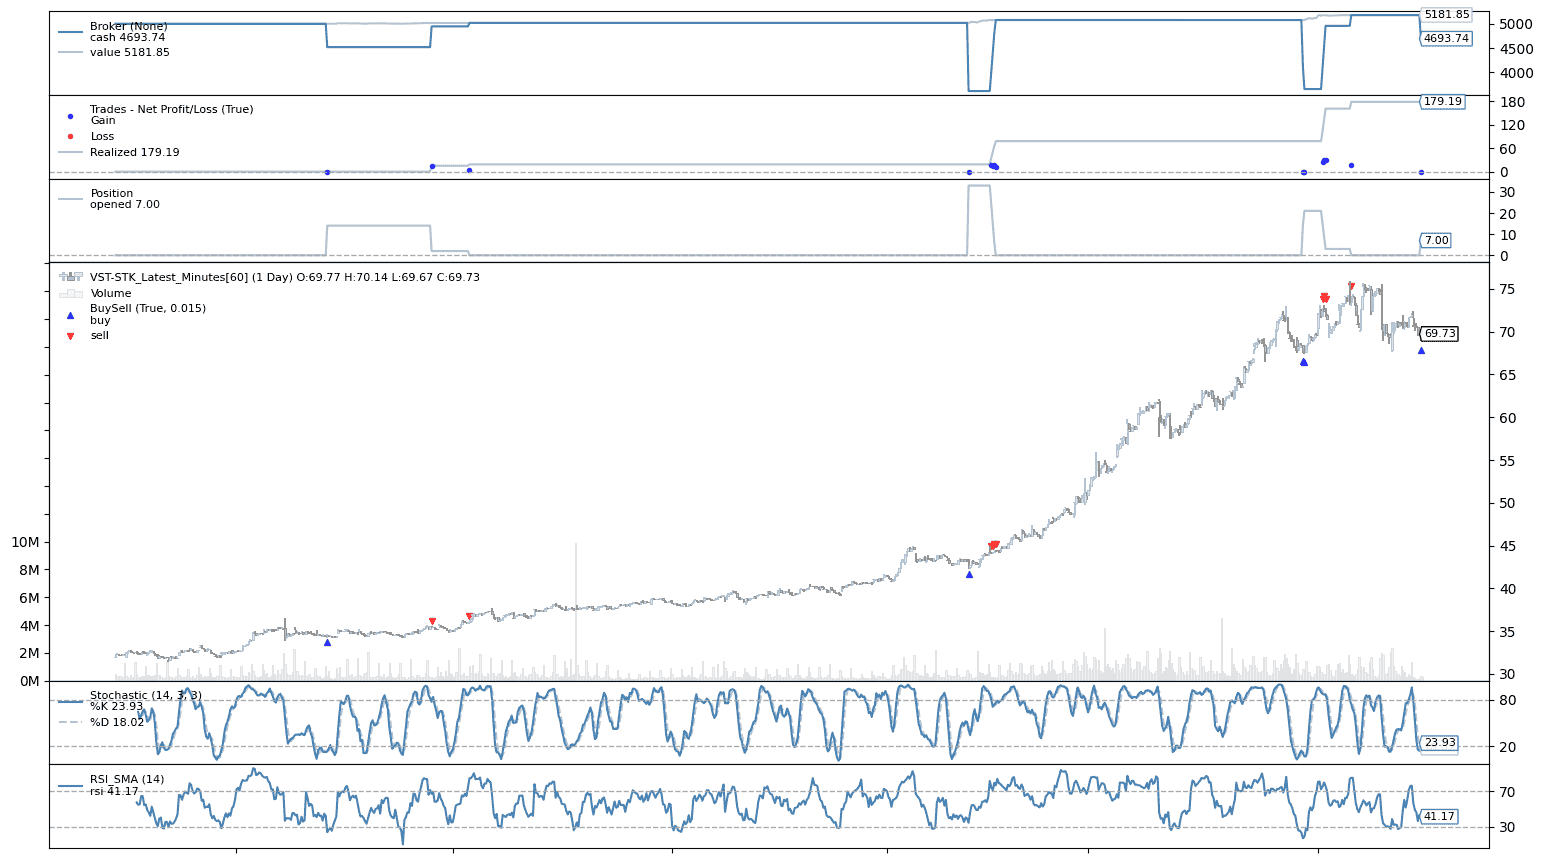 Broker (None)
cash 4693.74
value 5181.85
5181.85
5000
4693.74
4500
4000
Trades - Net Profit/Loss (True)
Gain
Loss
Realized 179.19
179.19
180
120
60
0
Position
opened 7.00
30
20
10
7.00
0
VST-STK_Latest_Minutes[60] (1 Day) O:69.77 H:70.14 L:69.67 C:69.73
Volume
BuySell (True, 0.015)
buy
sell
75
70
69.73
65
60
55
50
45
40
35
30
10M
8M
6M
4M
2M
0M
Stochastic (14, 3, 3)
%K 23.93
%D 18.02
80
23.93
20
RSI_SMA (14)
rsi 41.17
70
41.17
30